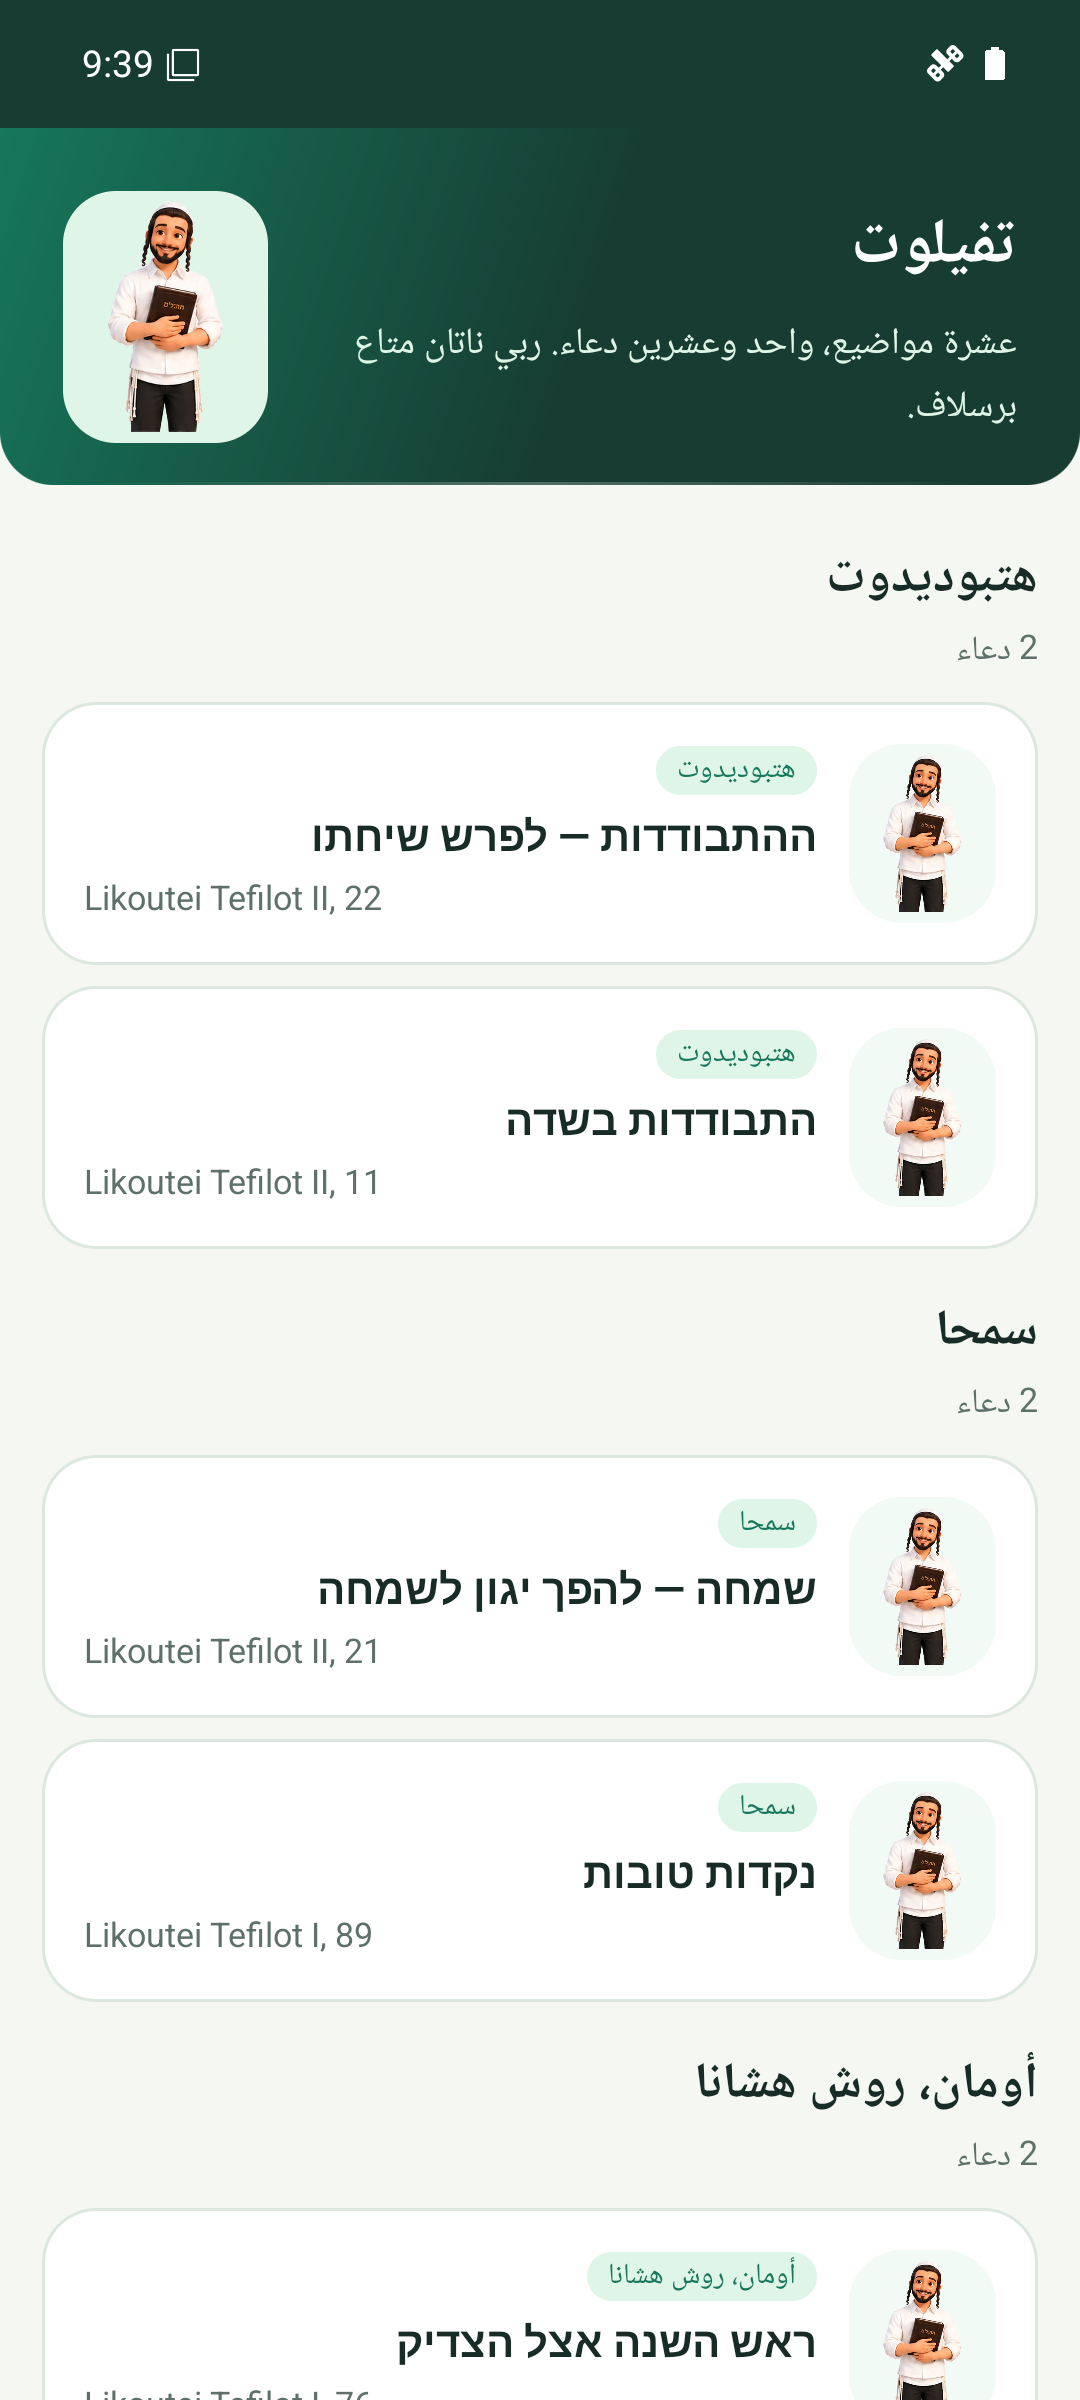 9:39
تفيلوت
عشرة مواضيع، واحد وعشرين دعاء. ربي ناتان متاع
برسلاف.
هتبوديدوت
2 دعاء
هتبوديدوت
ההתבודדות – לפרש שיחתו
Likoutei Tefilot II, 22
هتبوديدوت
התבודדות בשדה
Likoutei Tefilot II, 11
سمحا
2 دعاء
سمحا
שמחה – להפך יגון לשמחה
Likoutei Tefilot II, 21
سمحا
נקדות טובות
Likoutei Tefilot I, 89
أومان، روش هشانا
2 دعاء
أومان، روش هشانا
ראש השנה אצל הצדיק
Likoutei Tefilot I, 76